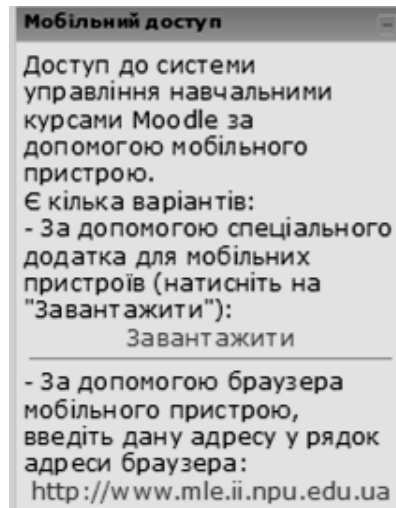 Мобільний доступ
Доступ до системи
управління навчальними
курсами Moodle за
допомогою мобільного
пристрою.
Є кілька варіантів:
- За допомогою спеціального
додатка для мобільних
пристроїв (натисніть на
"Завантажити"):
Завантажити
- За допомогою браузера
мобільного пристрою,
введіть дану адресу у рядок
адреси браузера:
http://www.mle.ii.npu.edu.ua